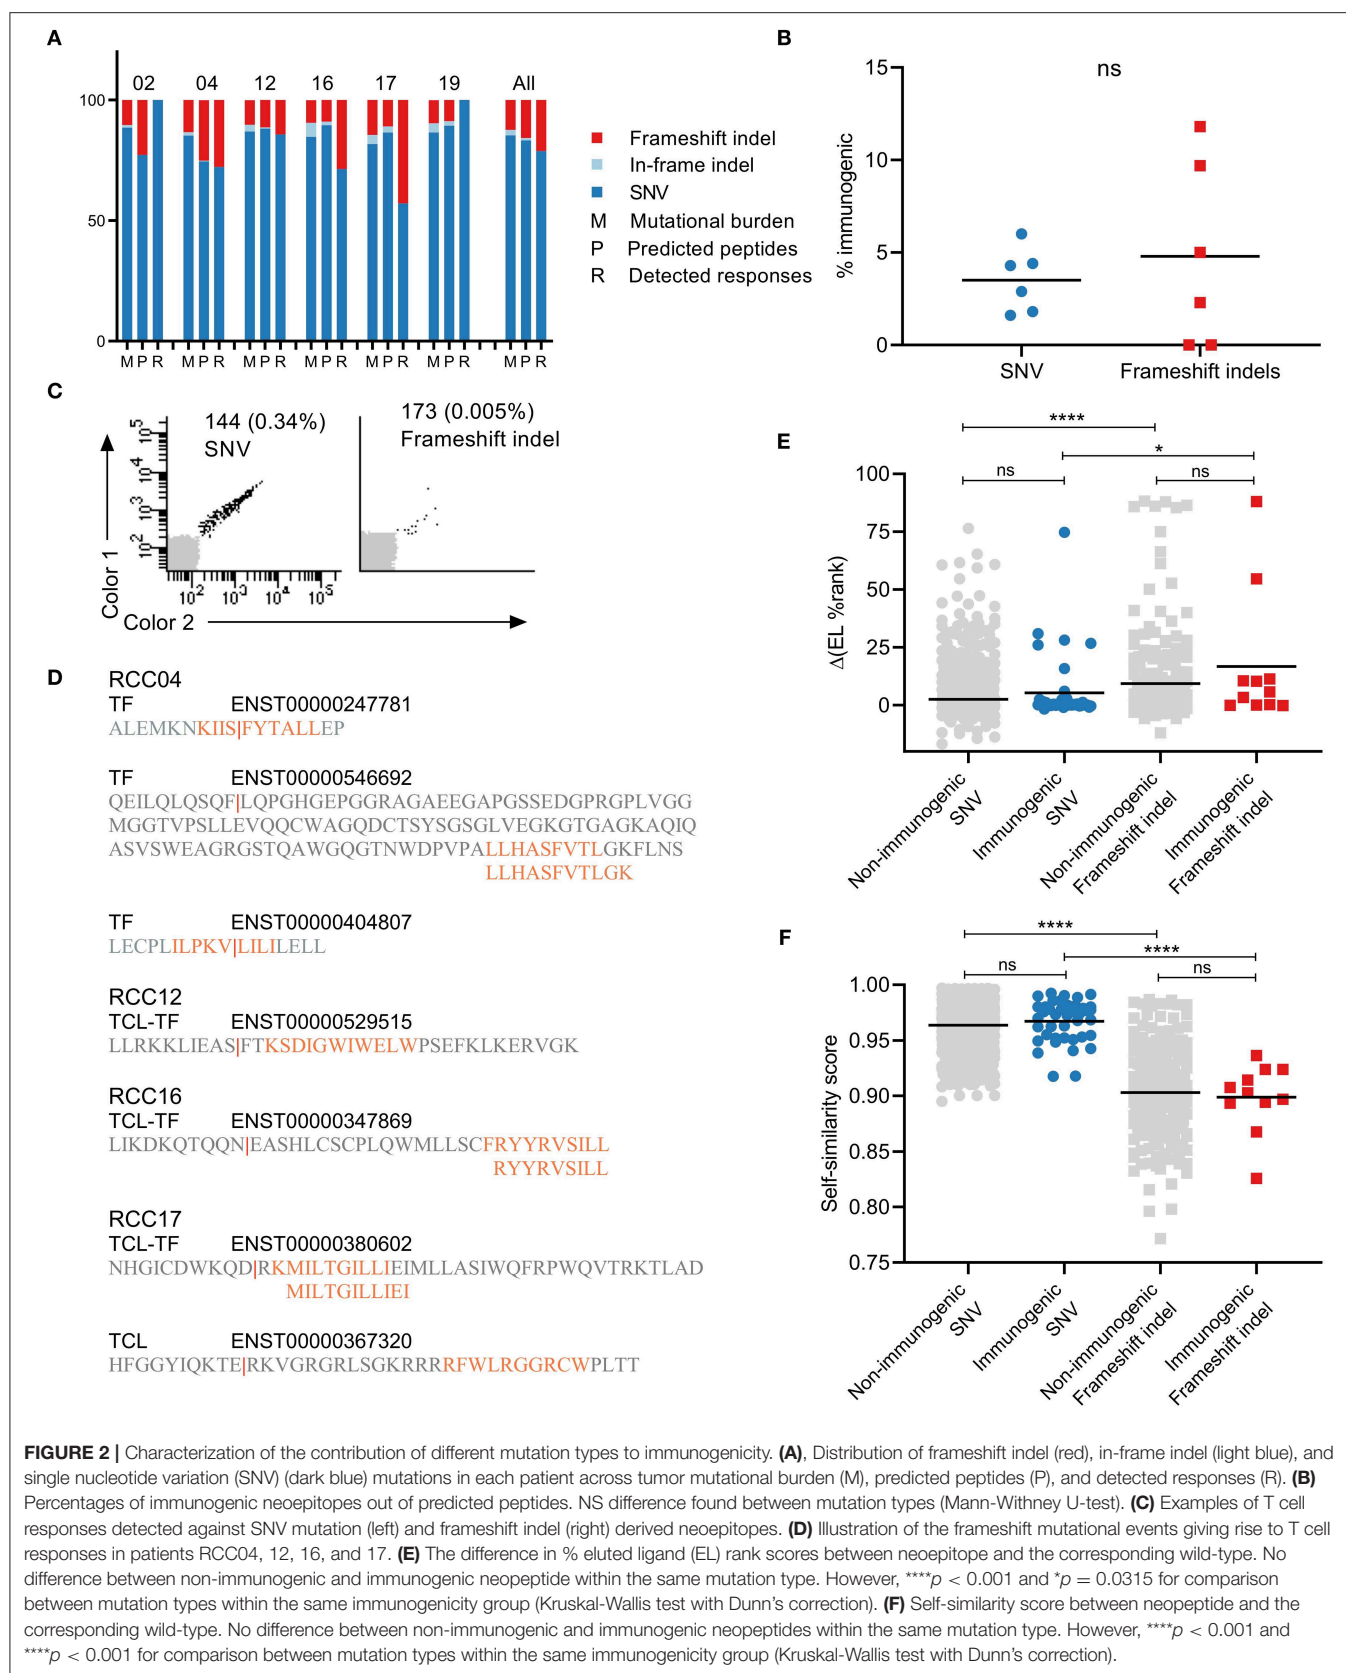 A
02 04 12 16 17 19 All
100
50
0
M P R M P R M P R M P R M P R M P R M P R
Frameshift indel
In-frame indel
SNV
M Mutational burden
P Predicted peptides
R Detected responses
B
ns
15
10
5
0
% immunogenic
SNV Frameshift indels
C
144 (0.34%)
SNV
173 (0.005%)
Frameshift indel
10^5
10^4
10^3
10^2
10^2 10^3 10^4 10^5
Color 1
Color 2
D
RCC04
TF ENST00000247781
ALEMKNKIIS|FYTALLEP
TF ENST00000546692
QEILQLQSQF|LQPGHGEPGGRAGAEEGAPGSSEDGPRGPLVGG
MGGTVPSLLEVQQCWAGQDCTSYSGSGLVEGKGTGAGKAQIQ
ASVSWEAGRGSTQAWGQGTNWDPVPALLHASFVTLGKFLNS
LLHASFVTLGK
TF ENST00000404807
LECPLILPKV|LILILELL
RCC12
TCL-TF ENST00000529515
LLRKKLIEAS|FTKSDIGWIWELWPSEFKLKERVGK
RCC16
TCL-TF ENST00000347869
LIKDKQTQQN|EASHLCSCPLQWMLLSCFRYYRVSILL
RYYRVSILL
RCC17
TCL-TF ENST00000380602
NHGICDWKQD|RKMILTGILLIEIMLLASIWQFRPWQVTRKTLAD
MILTGILLIEI
TCL ENST00000367320
HFGGYIQKTE|RKVGRGRLSGKRRRRFWLRGGRCWPLTT
E
****
*
ns ns
100
75
50
25
0
Δ(EL %rank)
Non-immunogenic
SNV
Immunogenic
SNV
Non-immunogenic
Frameshift indel
Immunogenic
Frameshift indel
F
****
****
ns ns
1.00
0.95
0.90
0.85
0.80
0.75
Self-similarity score
Non-immunogenic
SNV
Immunogenic
SNV
Non-immunogenic
Frameshift indel
Immunogenic
Frameshift indel
FIGURE 2 | Characterization of the contribution of different mutation types to immunogenicity. (A), Distribution of frameshift indel (red), in-frame indel (light blue), and
single nucleotide variation (SNV) (dark blue) mutations in each patient across tumor mutational burden (M), predicted peptides (P), and detected responses (R). (B)
Percentages of immunogenic neoepitopes out of predicted peptides. NS difference found between mutation types (Mann-Withney U-test). (C) Examples of T cell
responses detected against SNV mutation (left) and frameshift indel (right) derived neoepitopes. (D) Illustration of the frameshift mutational events giving rise to T cell
responses in patients RCC04, 12, 16, and 17. (E) The difference in % eluted ligand (EL) rank scores between neoepitope and the corresponding wild-type. No
difference between non-immunogenic and immunogenic neopeptide within the same mutation type. However, ****p < 0.001 and *p = 0.0315 for comparison
between mutation types within the same immunogenicity group (Kruskal-Wallis test with Dunn's correction). (F) Self-similarity score between neopeptide and the
corresponding wild-type. No difference between non-immunogenic and immunogenic neopeptides within the same mutation type. However, ****p < 0.001 and
****p < 0.001 for comparison between mutation types within the same immunogenicity group (Kruskal-Wallis test with Dunn's correction).